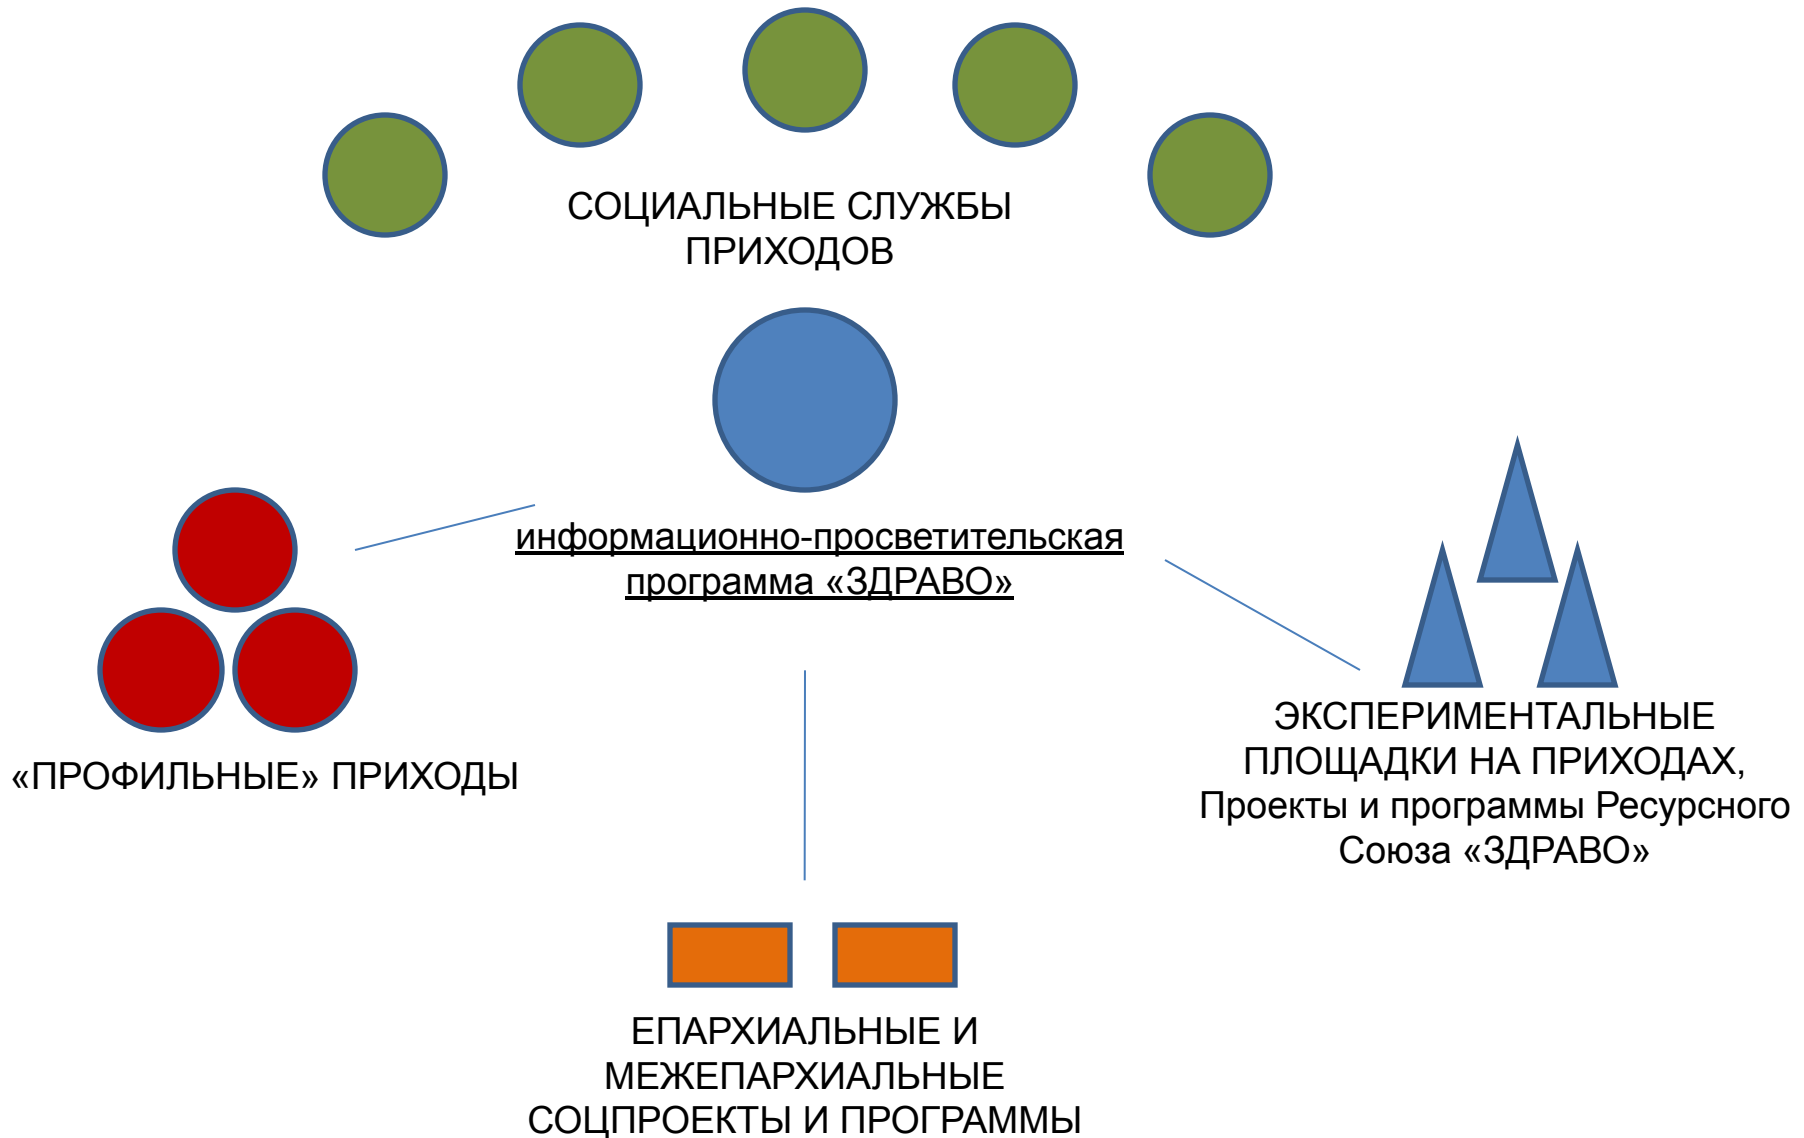 СОЦИАЛЬНЫЕ СЛУЖБЫ
ПРИХОДОВ
информационно-просветительская
программа «ЗДРАВО»
«ПРОФИЛЬНЫЕ» ПРИХОДЫ
ЭКСПЕРИМЕНТАЛЬНЫЕ
ПЛОЩАДКИ НА ПРИХОДАХ,
Проекты и программы Ресурсного
Союза «ЗДРАВО»
ЕПАРХИАЛЬНЫЕ И
МЕЖЕПАРХИАЛЬНЫЕ
СОЦПРОЕКТЫ И ПРОГРАММЫ